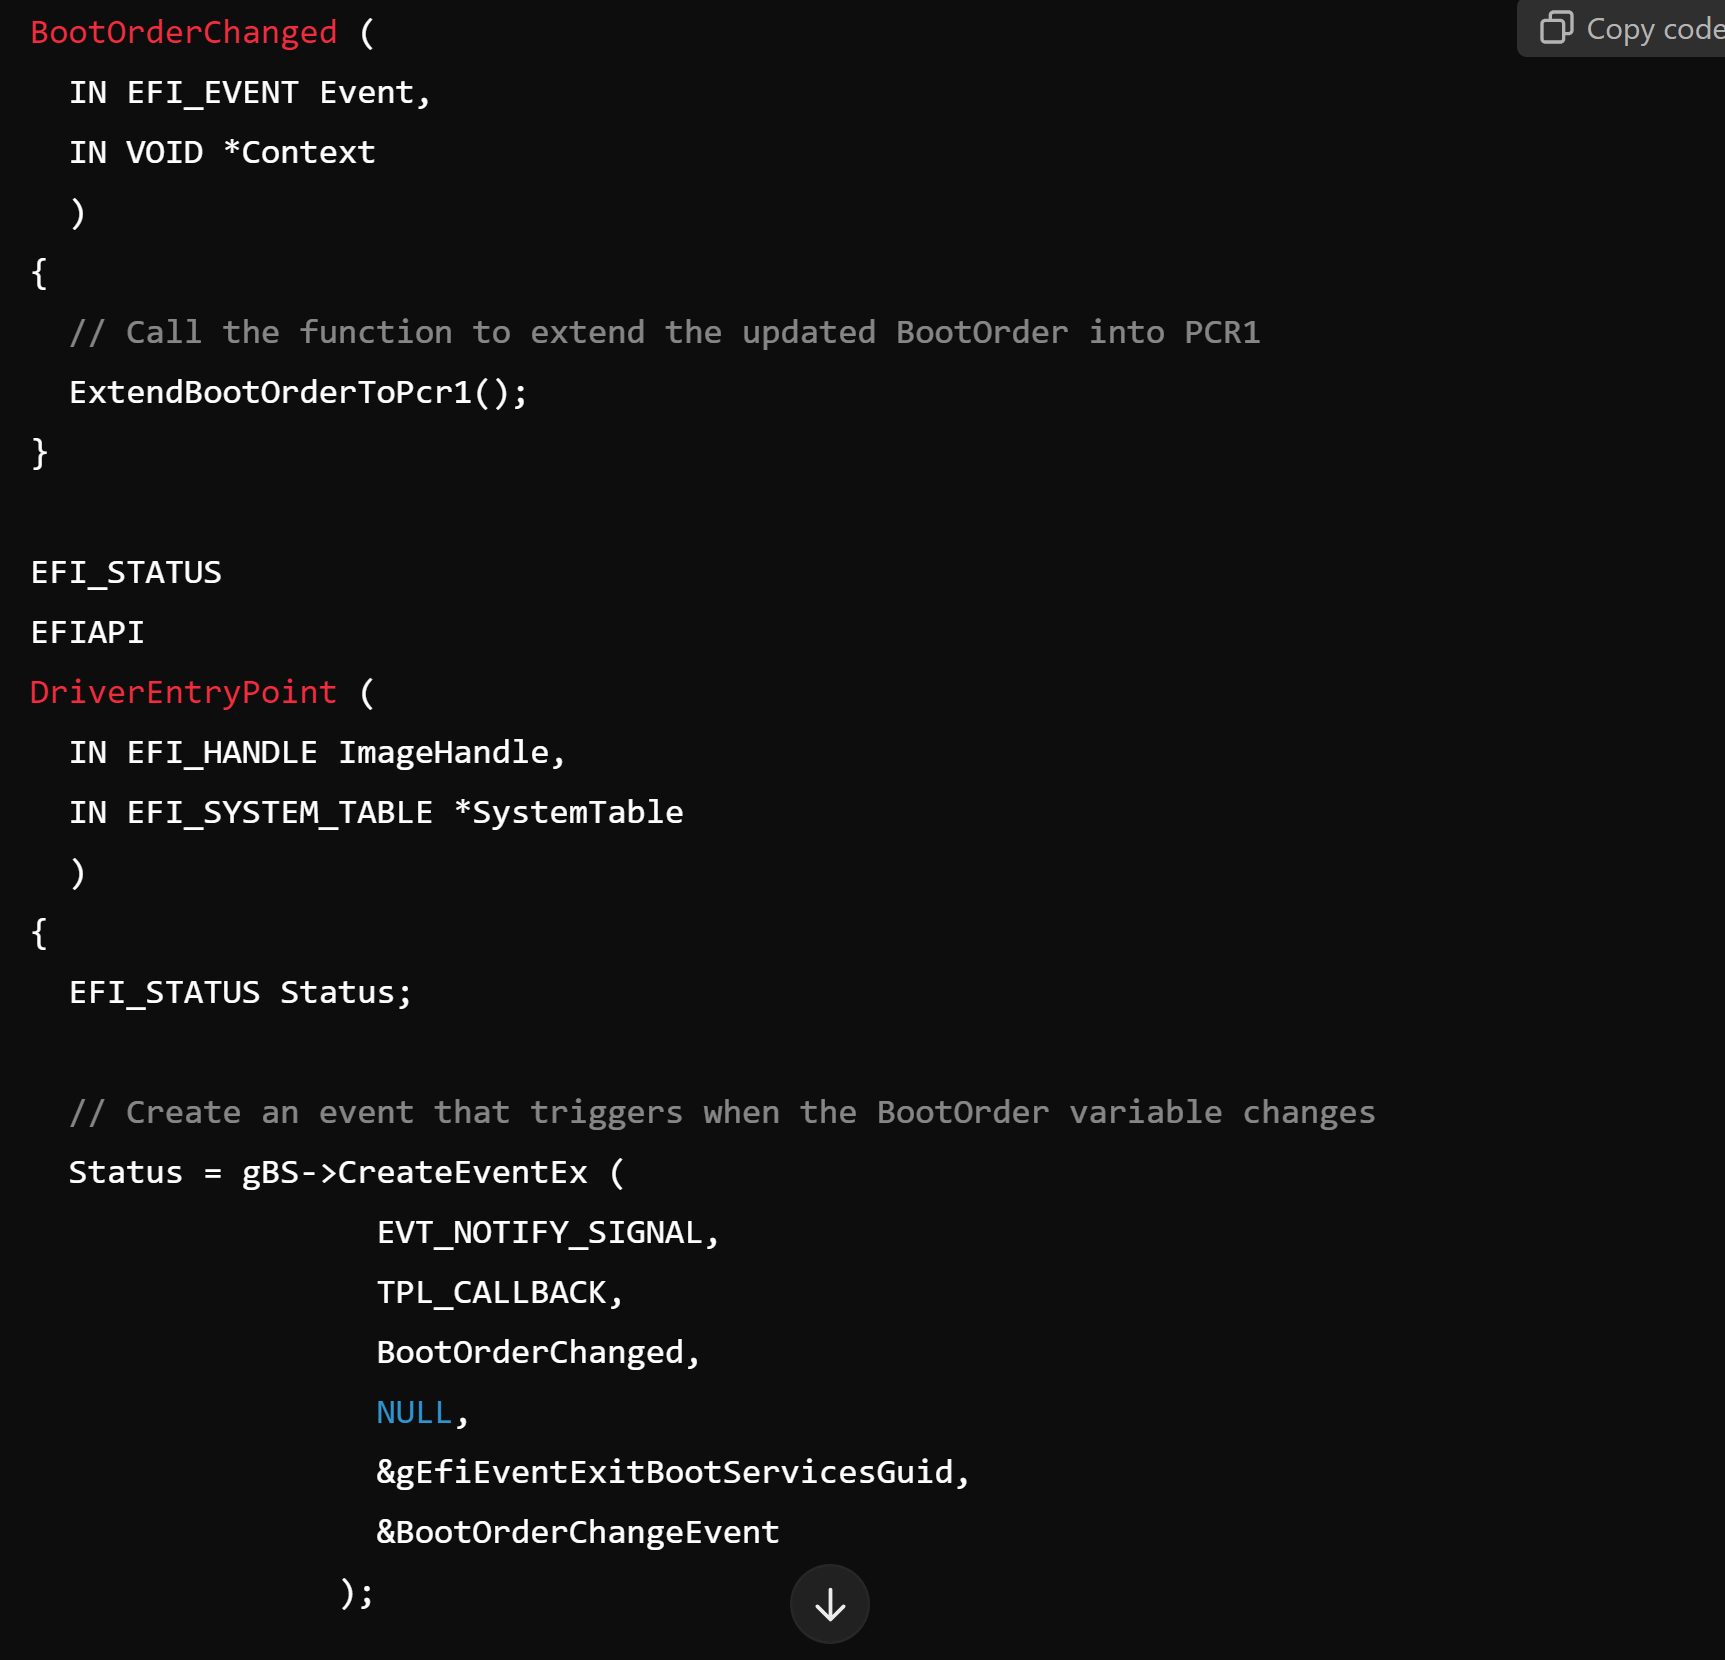 BootOrderChanged (
Copy code
  IN EFI_EVENT Event,
  IN VOID *Context
  )
{
  // Call the function to extend the updated BootOrder into PCR1
  ExtendBootOrderToPcr1();
}

EFI_STATUS
EFIAPI
DriverEntryPoint (
  IN EFI_HANDLE ImageHandle,
  IN EFI_SYSTEM_TABLE *SystemTable
  )
{
  EFI_STATUS Status;

  // Create an event that triggers when the BootOrder variable changes
  Status = gBS->CreateEventEx (
                  EVT_NOTIFY_SIGNAL,
                  TPL_CALLBACK,
                  BootOrderChanged,
                  NULL,
                  &gEfiEventExitBootServicesGuid,
                  &BootOrderChangeEvent
                );